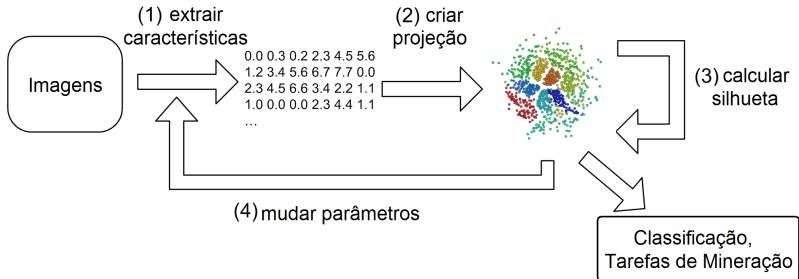 (1) extrair
características
(2) criar
projeção
Imagens
0.0 0.3 0.2 2.3 4.5 5.6
1.2 3.4 5.6 6.7 7.7 0.0
2.3 4.5 6.6 3.4 2.2 1.1
1.0 0.0 0.0 2.3 4.4 1.1
...
(3) calcular
silhueta
(4) mudar parâmetros
Classificação,
Tarefas de Mineração